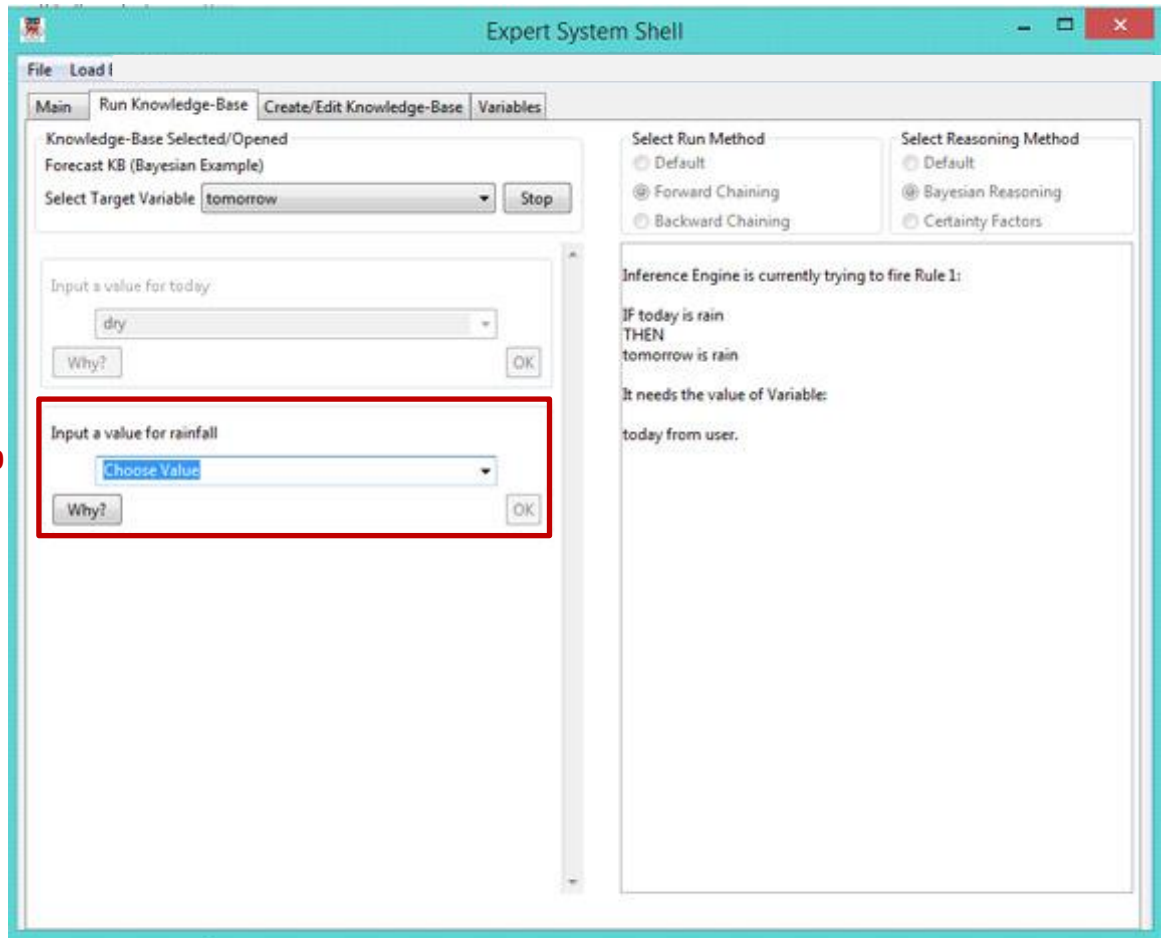 Expert System Shell
File Load
Main Run Knowledge-Base Create/Edit Knowledge-Base Variables
Knowledge-Base Selected/Opened
Forecast KB (Bayesian Example)
Select Target Variable tomorrow Stop
Select Run Method
Default
Forward Chaining
Backward Chaining
Select Reasoning Method
Default
Bayesian Reasoning
Certainty Factors
Input a value for today
dry
Why? OK
Input a value for rainfall
Choose Value
Why? OK
Inference Engine is currently trying to fire Rule 1:
IF today is rain
THEN
tomorrow is rain
It needs the value of Variable:
today from user.